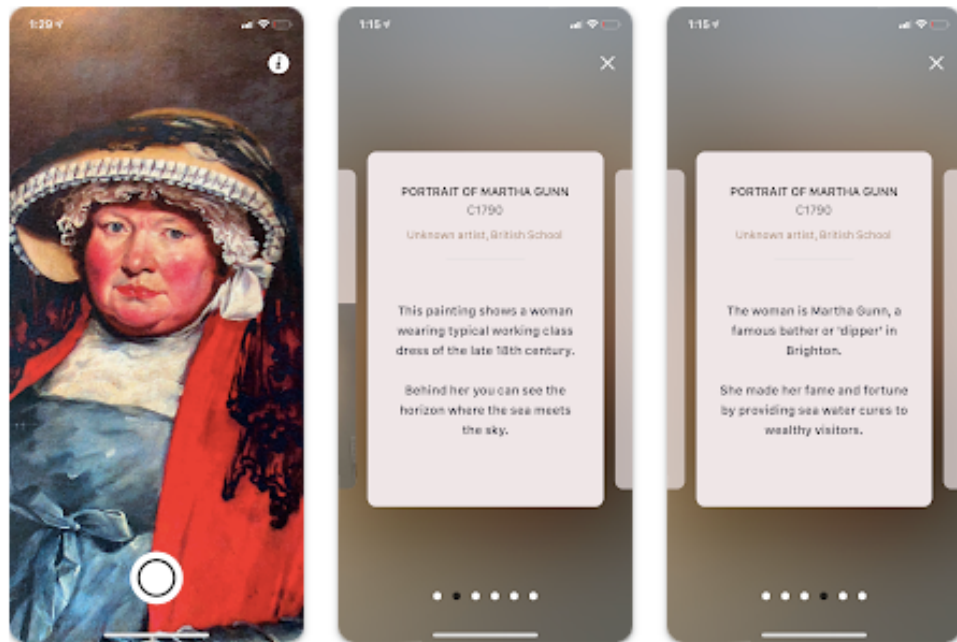 1:29
i
1:15
PORTRAIT OF MARTHA GUNN
C1790
Unknown artist, British School
This painting shows a woman
wearing typical working class
dress of the late 18th century.
Behind her you can see the
horizon where the sea meets
the sky.
1:15
PORTRAIT OF MARTHA GUNN
C1790
Unknown artist, British School
The woman is Martha Gunn, a
famous bather or 'dipper' in
Brighton.
She made her fame and fortune
by providing sea water cures to
wealthy visitors.